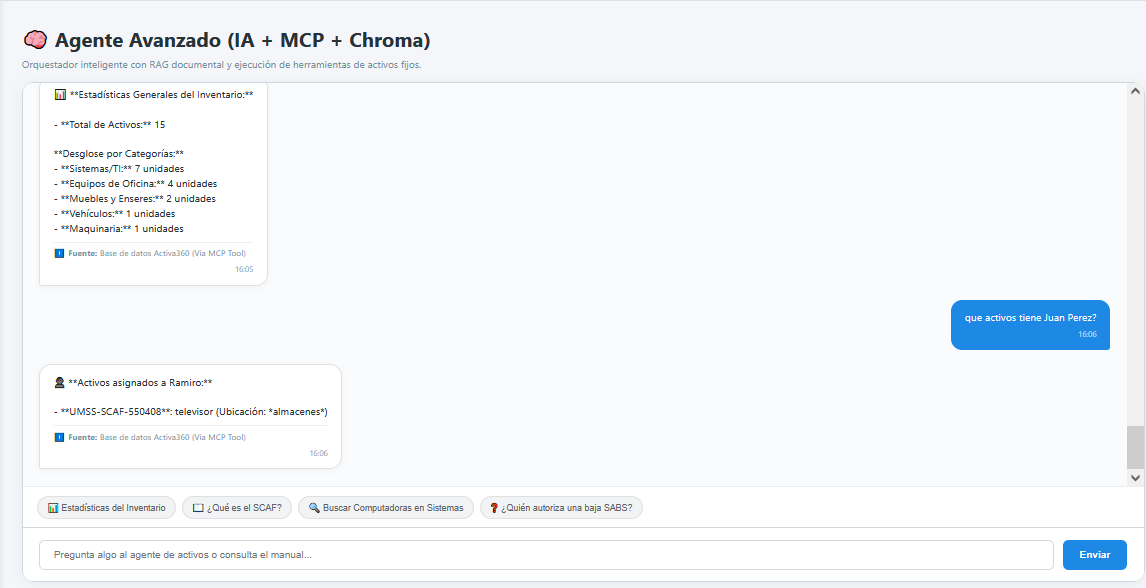 Agente Avanzado (IA + MCP + Chroma)
Orquestador inteligente con RAG documental y ejecución de herramientas de activos fijos.
**Estadísticas Generales del Inventario:**
- **Total de Activos:** 15
**Desglose por Categorías:**
- **Sistemas/TI:** 7 unidades
- **Equipos de Oficina:** 4 unidades
- **Muebles y Enseres:** 2 unidades
- **Vehículos:** 1 unidades
- **Maquinaria:** 1 unidades
Fuente: Base de datos Activa360 (Via MCP Tool)
16:05
que activos tiene Juan Perez?
16:06
**Activos asignados a Ramiro:**
- **UMSS-SCAF-550408**: televisor (Ubicación: *almacenes*)
Fuente: Base de datos Activa360 (Via MCP Tool)
16:06
Estadísticas del Inventario
¿Qué es el SCAF?
Buscar Computadoras en Sistemas
¿Quién autoriza una baja SABS?
Pregunta algo al agente de activos o consulta el manual...
Enviar